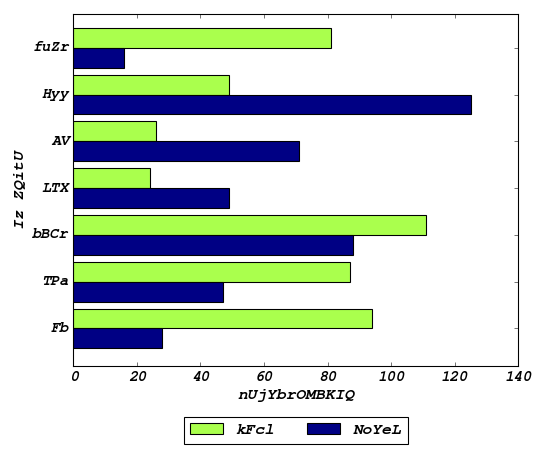 fuZr
Hyy
AV
LTX
bBCr
TPa
Fb
Iz ZQitU
0 20 40 60 80 100 120 140
nUjYbrOMBKIQ
kFcl NoYeL